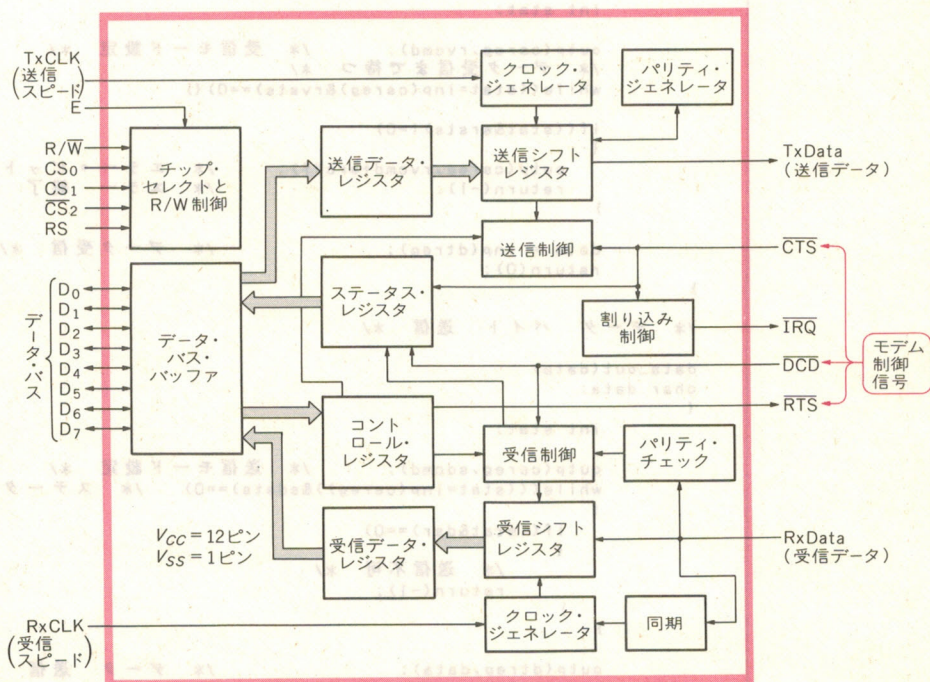 TxCLK
(送信
スピード)
E
R/W̅
CS₀
CS₁
C̅S̅₂
RS
チップ・
セレクトと
R/W 制御
クロック・
ジェネレータ
パリティ・
ジェネレータ
送信データ・
レジスタ
送信シフト
レジスタ
TxData
(送信データ)
送信制御
C̅T̅S̅
ステータス・
レジスタ
割り込み
制御
I̅R̅Q̅
データ・バス
D₀
D₁
D₂
D₃
D₄
D₅
D₆
D₇
データ・
バス・
バッファ
D̅C̅D̅
モデム
制御
信号
R̅T̅S̅
コント
ロール・
レジスタ
受信制御
パリティ・
チェック
VCC=12ピン
VSS=1ピン
受信データ・
レジスタ
受信シフト
レジスタ
RxData
(受信データ)
RxCLK
(受信
スピード)
クロック・
ジェネレータ
同期